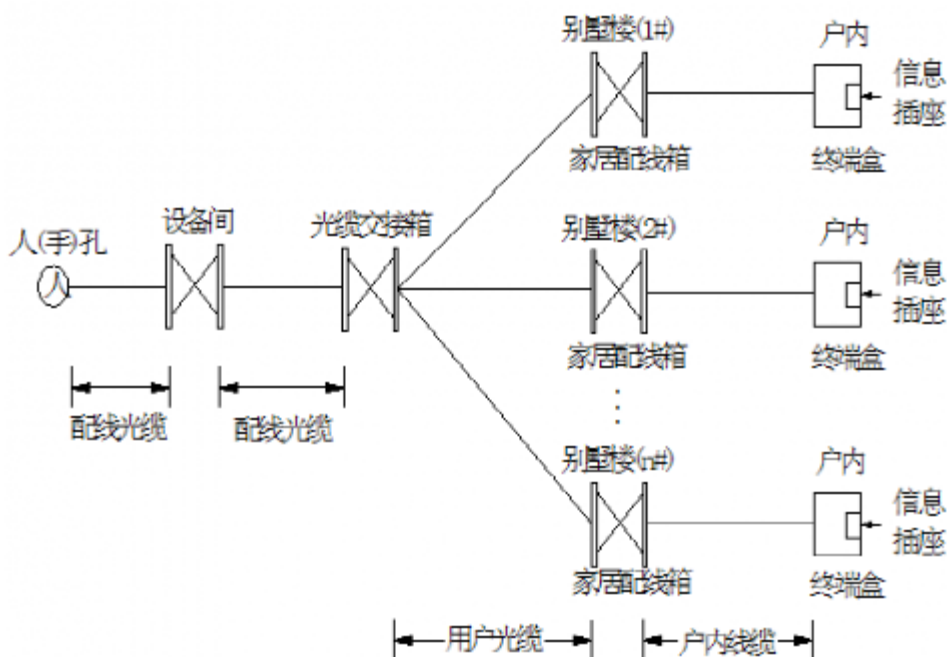 别墅楼(1#)
户内
信息
插座
家居配线箱
终端盒
人(手)孔
人
设备间
光缆交接箱
别墅楼(2#)
户内
信息
插座
家居配线箱
终端盒
配线光缆
配线光缆
别墅楼(n#)
户内
信息
插座
家居配线箱
终端盒
用户光缆
户内线缆